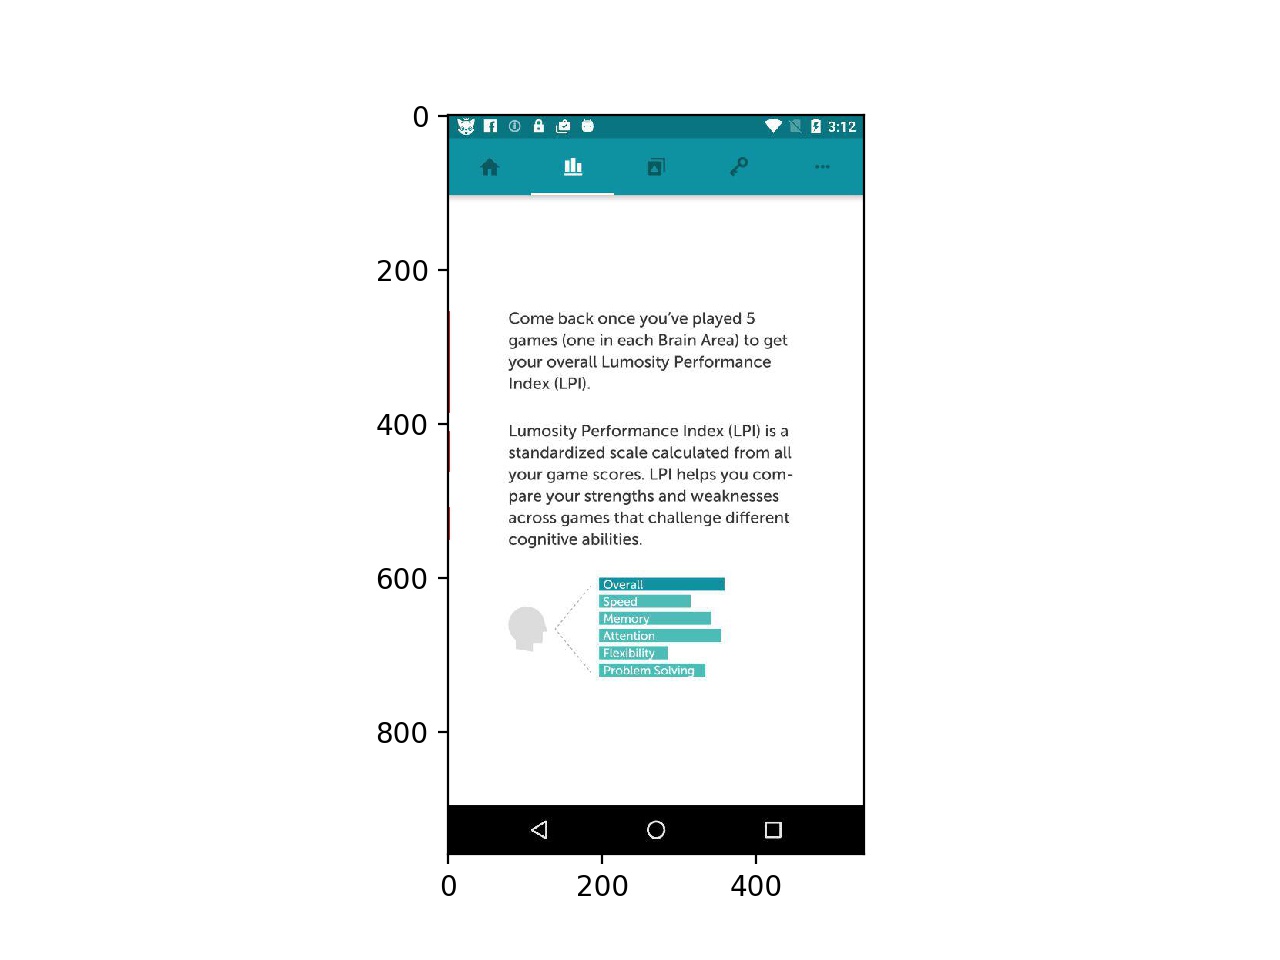 0
3:12
200
Come back once you've played 5
games (one in each Brain Area) to get
your overall Lumosity Performance
Index (LPI).
400
Lumosity Performance Index (LPI) is a
standardized scale calculated from all
your game scores. LPI helps you com-
pare your strengths and weaknesses
across games that challenge different
cognitive abilities.
600
Overall
Speed
Memory
Attention
Flexibility
Problem Solving
800
0 200 400